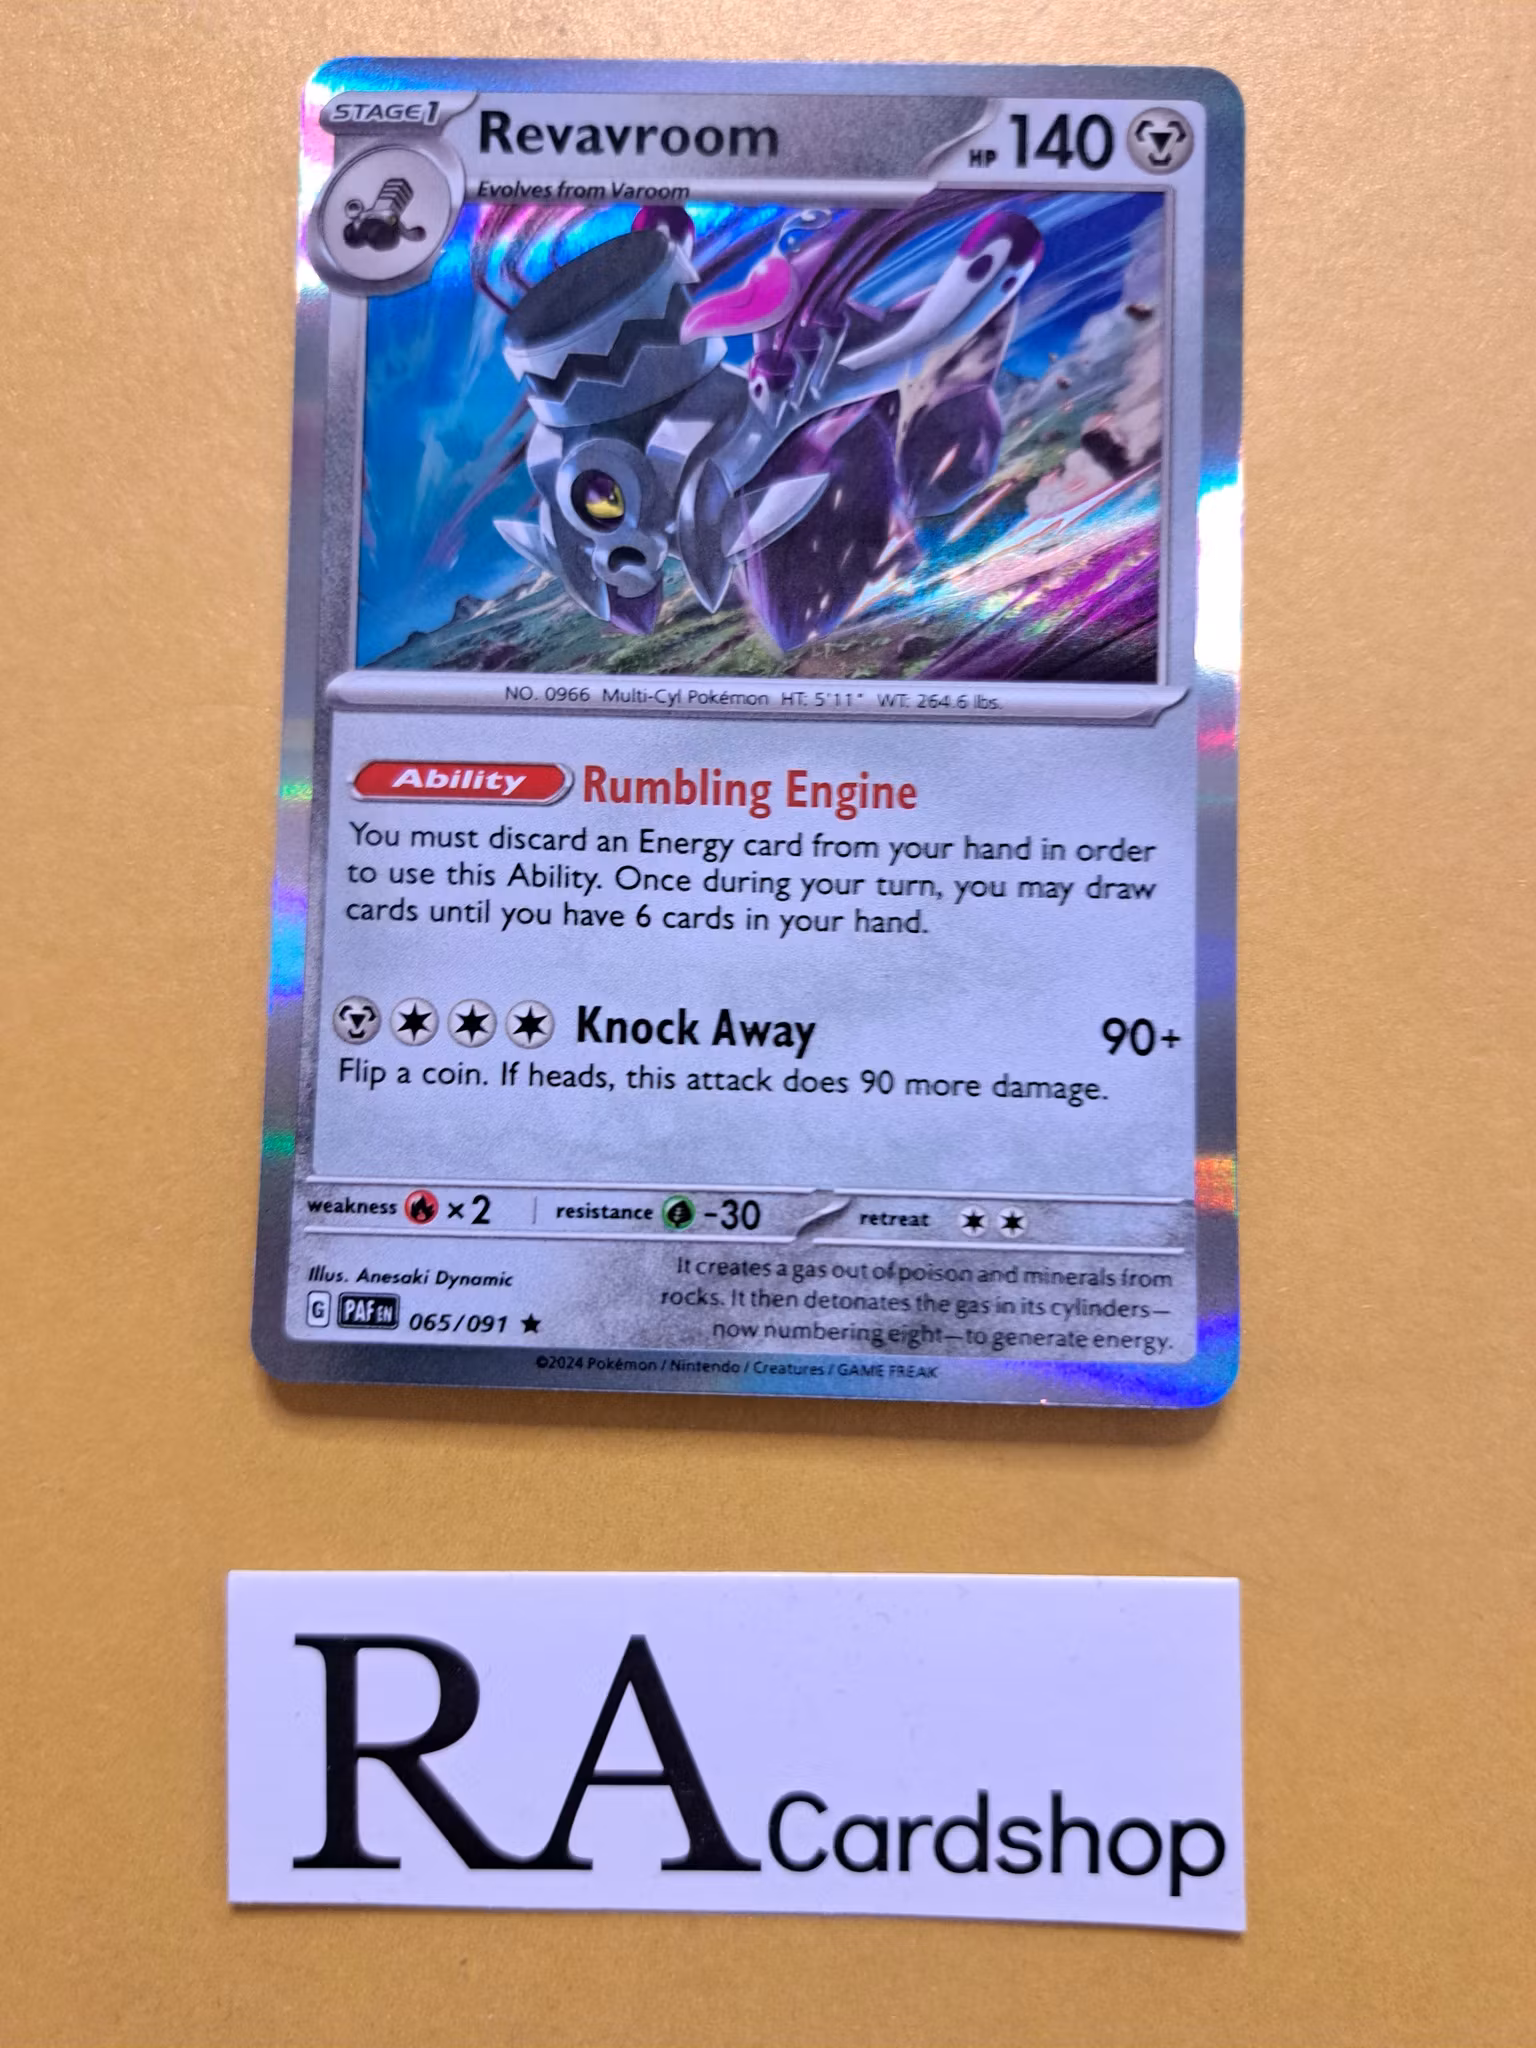 STAGE1
Revavroom
HP 140
Evolves from Varoom
NO. 0966 Multi-Cyl Pokémon HT: 5'11" WT: 264.6 lbs.
Ability Rumbling Engine
You must discard an Energy card from your hand in order
to use this Ability. Once during your turn, you may draw
cards until you have 6 cards in your hand.
Knock Away 90+
Flip a coin. If heads, this attack does 90 more damage.
weakness ×2 resistance -30 retreat
Illus. Anesaki Dynamic
G PAF EN 065/091 ★
It creates a gas out of poison and minerals from
rocks. It then detonates the gas in its cylinders—
now numbering eight—to generate energy.
©2024 Pokémon / Nintendo / Creatures / GAME FREAK
RA Cardshop